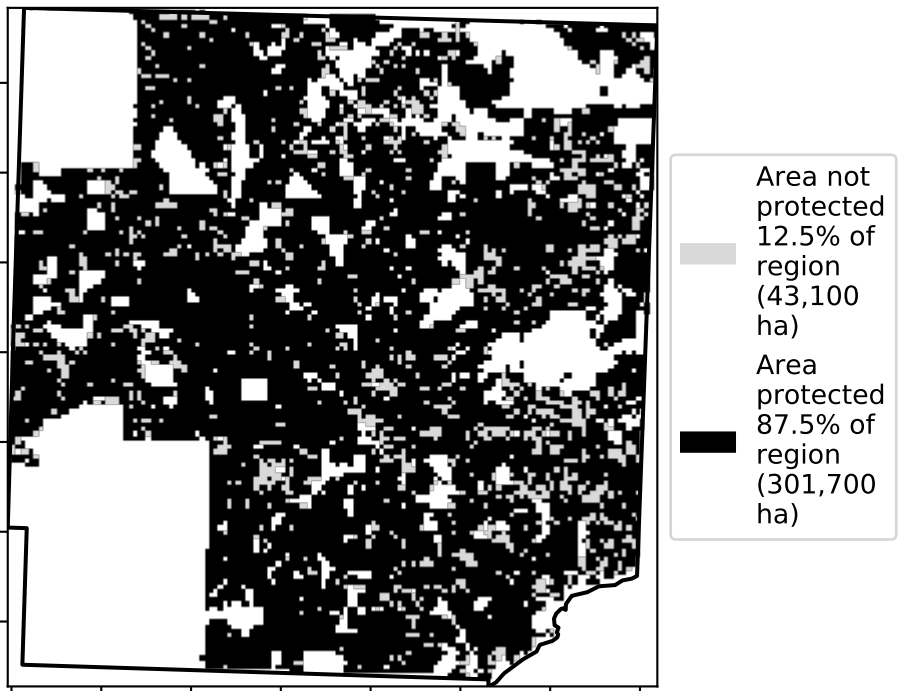 Area not
protected
12.5% of
region
(43,100
ha)
Area
protected
87.5% of
region
(301,700
ha)